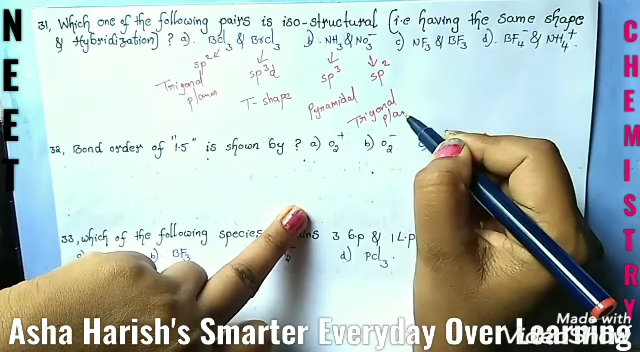 31, Which one of the following pairs is iso-structural (i.e having the same shape
& Hybridization) ? a). BCl3 & BrCl3 b). NH3 & NO3- c) NF3 & BF3 d). BF4- & NH4+
sp2 sp3d sp3 sp2
Trigonal T-shape Pyramidal Trigonal
32, Bond order of "1.5" is shown by ? a) O2+ b) O2-
33, which of the following species 3 b.p & 1 L.p
b) BF3 d) PCl3.
NEET
CHEMISTRY
Made with
VideoShow
Asha Harish's Smarter Everyday Over Learning